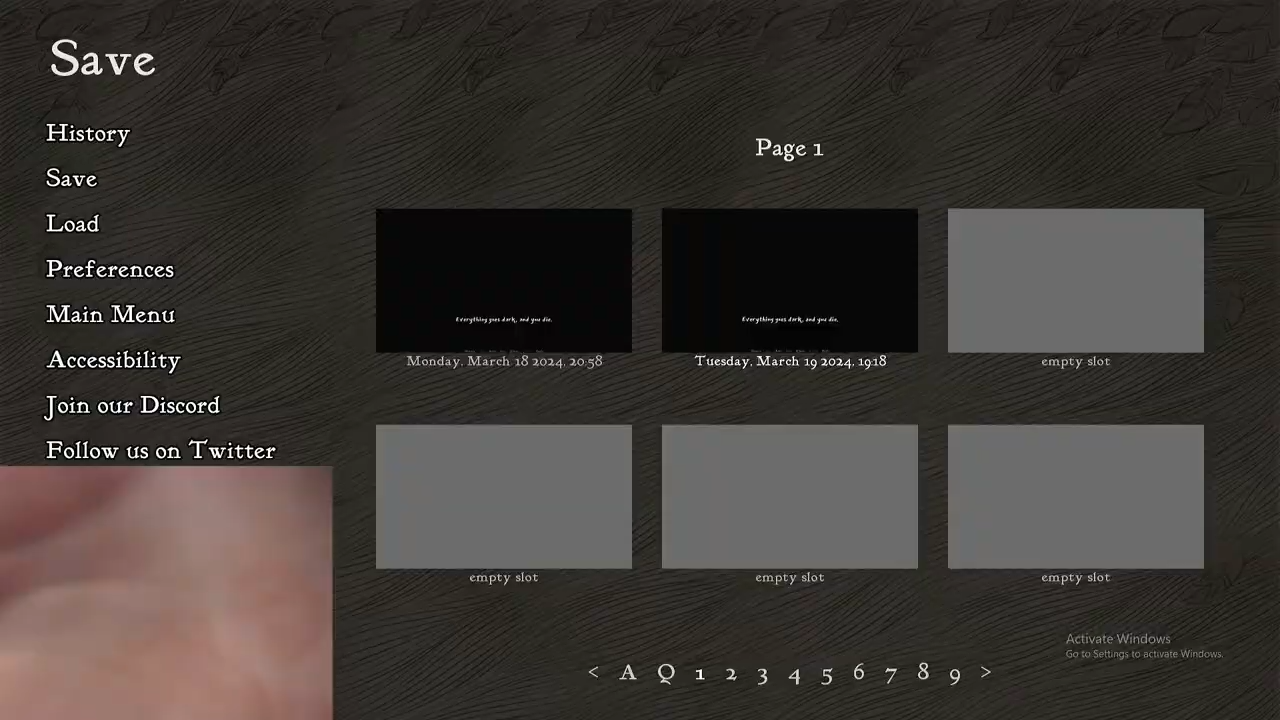 Save
History
Save
Load
Preferences
Main Menu
Accessibility
Join our Discord
Follow us on Twitter
Page 1
Everything goes dark, and you die.
Monday, March 18 2024, 20:58
Everything goes dark, and you die.
Tuesday, March 19 2024, 19:18
empty slot
empty slot
empty slot
empty slot
< A Q 1 2 3 4 5 6 7 8 9 >
Activate Windows
Go to Settings to activate Windows.